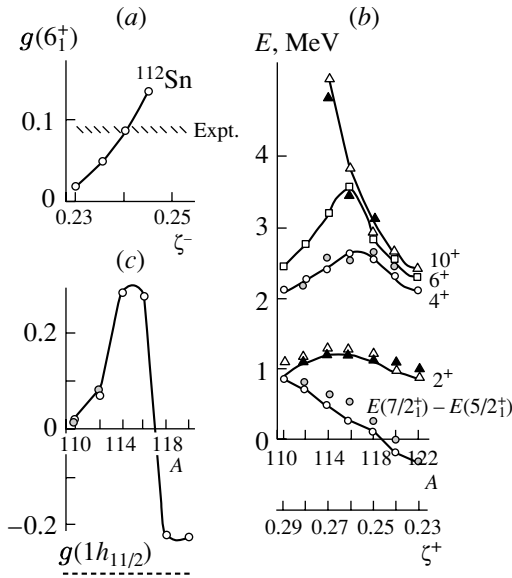 (a)
g(6₁⁺)
¹¹²Sn
0.1
Expt.
0
0.23 0.25
ζ⁻
(c)
0.2
0
110 114 118
A
−0.2
g(1h₁₁/₂)
(b)
E, MeV
4
3
10⁺
6⁺
2
4⁺
2⁺
1
E(7/2₁⁺) – E(5/2₁⁺)
0
110 114 118 122
A
0.29 0.27 0.25 0.23
ζ⁺